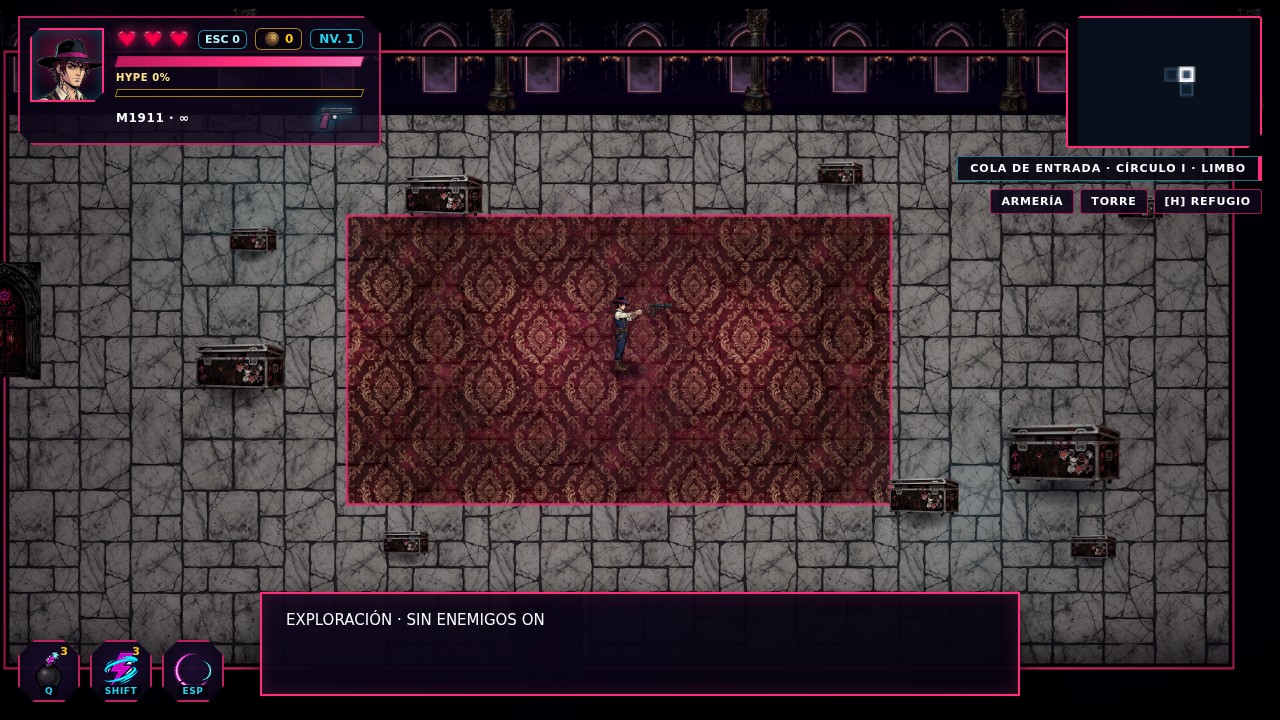 ESC 0
0
NV. 1
HYPE 0%
M1911 · ∞
COLA DE ENTRADA · CÍRCULO I · LIMBO
ARMERÍA
TORRE
[H] REFUGIO
EXPLORACIÓN · SIN ENEMIGOS ON
3
Q
3
SHIFT
ESP